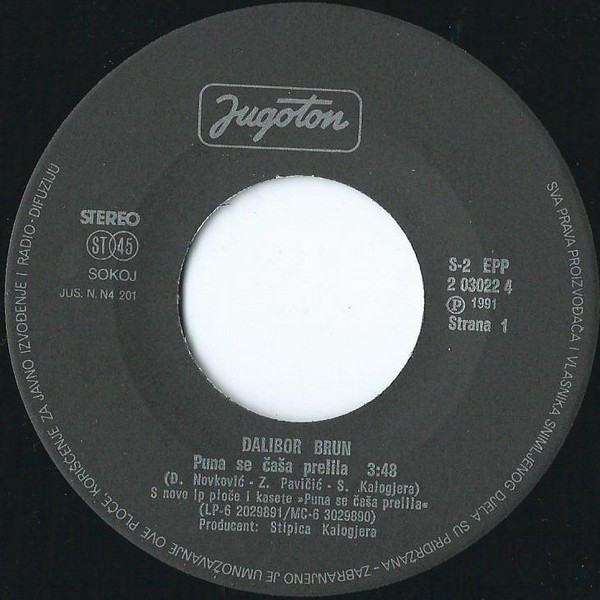 Jugoton
STEREO
ST 45
SOKOJ
JUS. N. N4 201
S-2 EPP
2 03022 4
Ⓟ 1991
Strana 1
DALIBOR BRUN
Puna se čaša prelila 3:48
(Đ. Novković - Z. Pavičić - S. Kalogjera)
S nove lp ploče i kasete »Puna se čaša prelila«
(LP-6 2029891/MC-6 3029890)
Producent: Stipica Kalogjera
SVA PRAVA PROIZVOĐAČA I VLASNIKA SNIMLJENOG DJELA SU PRIDRŽANA - ZABRANJENO JE UMNOŽAVANJE OVE PLOČE, KORIŠĆENJE ZA JAVNO IZVOĐENJE I RADIO-DIFUZIJU